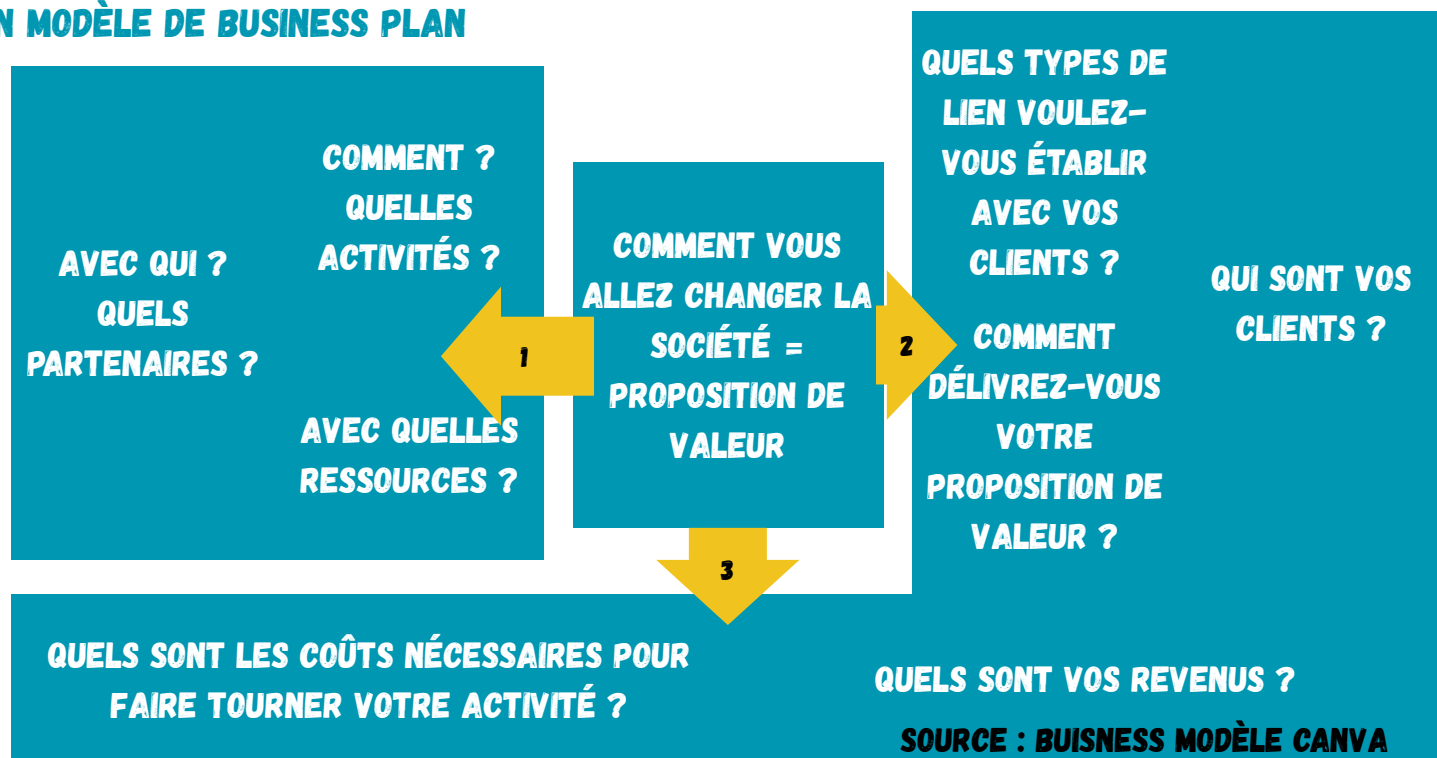 N MODÈLE DE BUSINESS PLAN
AVEC QUI ?
QUELS
PARTENAIRES ?
COMMENT ?
QUELLES
ACTIVITÉS ?
AVEC QUELLES
RESSOURCES ?
1
COMMENT VOUS
ALLEZ CHANGER LA
SOCIÉTÉ =
PROPOSITION DE
VALEUR
2
QUELS TYPES DE
LIEN VOULEZ-
VOUS ÉTABLIR
AVEC VOS
CLIENTS ?
COMMENT
DÉLIVREZ-VOUS
VOTRE
PROPOSITION DE
VALEUR ?
QUI SONT VOS
CLIENTS ?
3
QUELS SONT LES COÛTS NÉCESSAIRES POUR
FAIRE TOURNER VOTRE ACTIVITÉ ?
QUELS SONT VOS REVENUS ?
SOURCE : BUISNESS MODÈLE CANVA